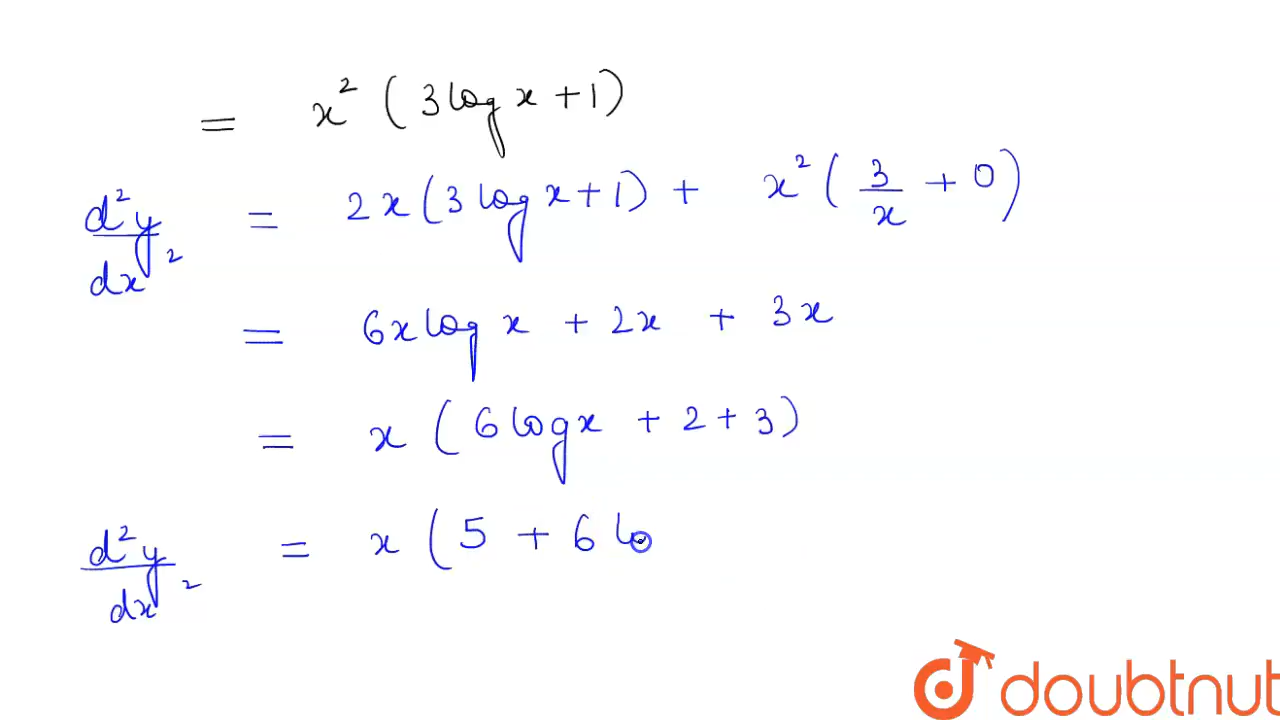 = x² (3 log x + 1)
d²y/dx² = 2x(3 log x + 1) + x² (3/x + 0)
= 6x log x + 2x + 3x
= x (6 log x + 2 + 3)
d²y/dx² = x (5 + 6 lo
doubtnut